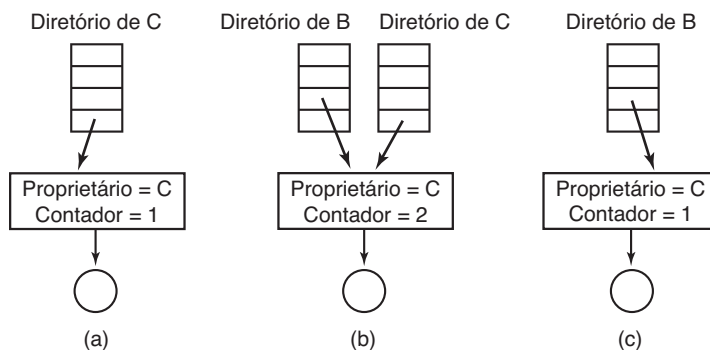 Diretório de C
Diretório de B
Diretório de C
Diretório de B
Proprietário = C
Contador = 1
Proprietário = C
Contador = 2
Proprietário = C
Contador = 1
(a)
(b)
(c)